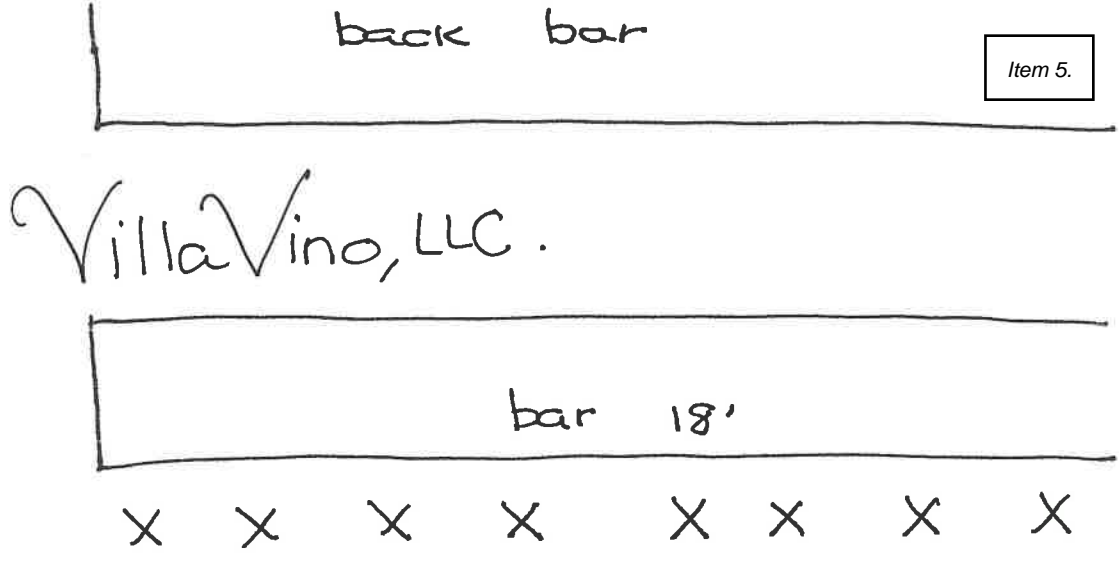 back bar
Item 5.
VillaVino, LLC.
bar 18'
X X X X X X X X